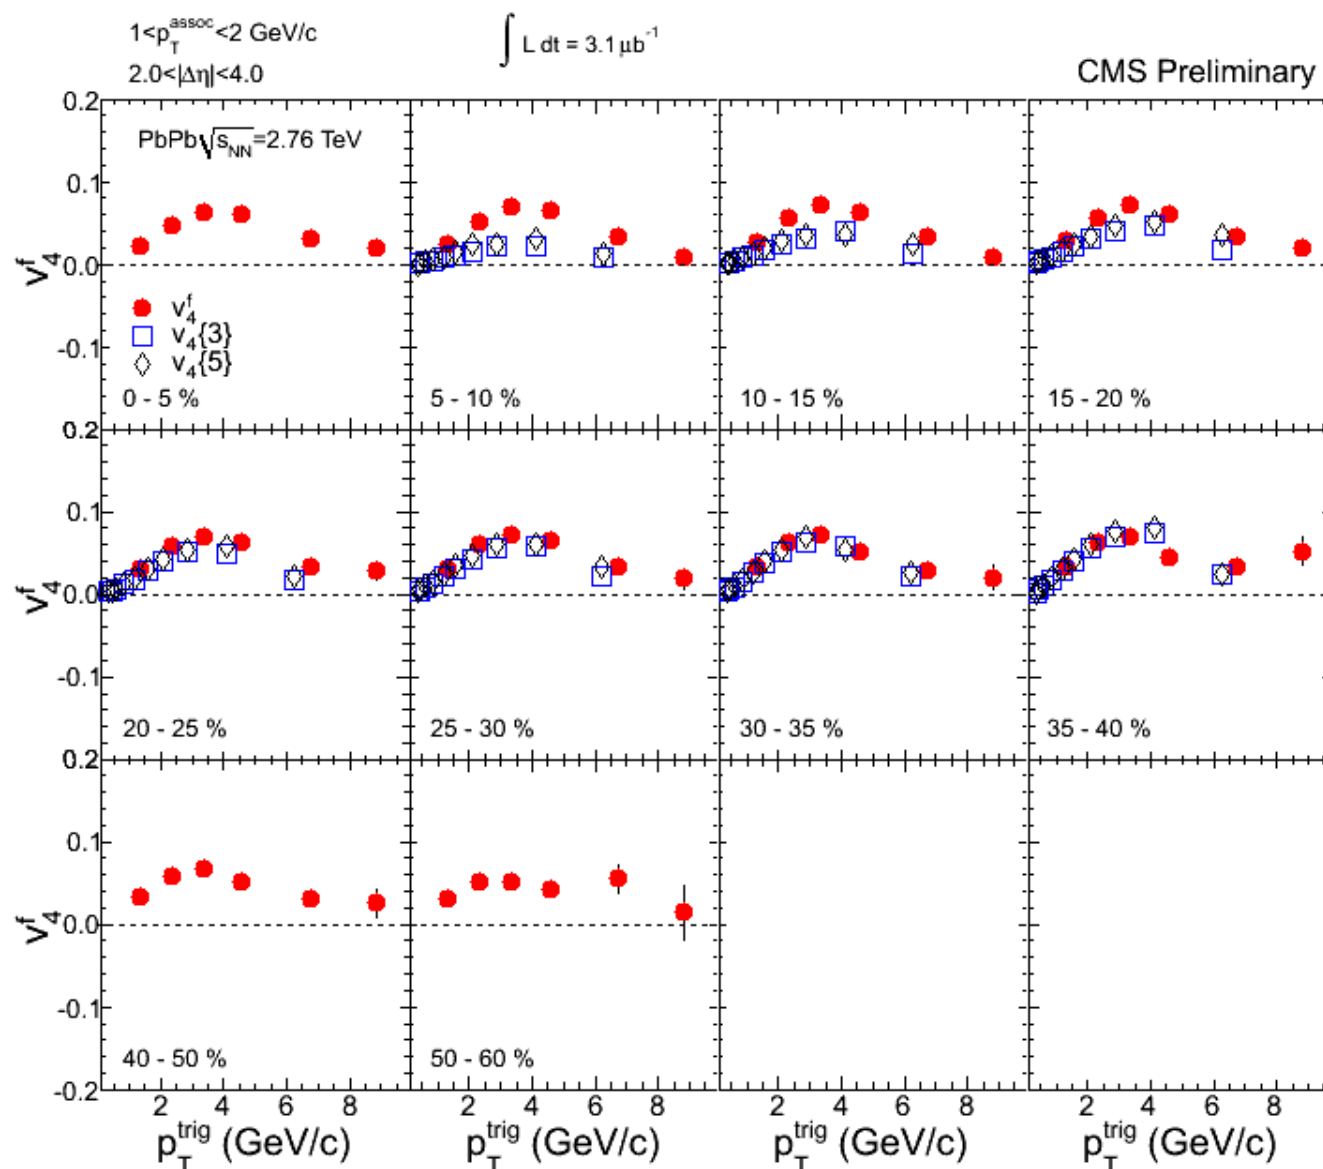 1<p_T^assoc<2 GeV/c
∫ L dt = 3.1 μb⁻¹
2.0<|Δη|<4.0
CMS Preliminary
PbPb√s_NN=2.76 TeV
v_4^f
v_4{3}
v_4{5}
0.2
0.1
0.0
-0.1
v_4^f
0 - 5 %
5 - 10 %
10 - 15 %
15 - 20 %
0.2
0.1
0.0
-0.1
v_4^f
20 - 25 %
25 - 30 %
30 - 35 %
35 - 40 %
0.2
0.1
0.0
-0.1
-0.2
v_4^f
40 - 50 %
50 - 60 %
2 4 6 8
2 4 6 8
2 4 6 8
2 4 6 8
p_T^trig (GeV/c)
p_T^trig (GeV/c)
p_T^trig (GeV/c)
p_T^trig (GeV/c)